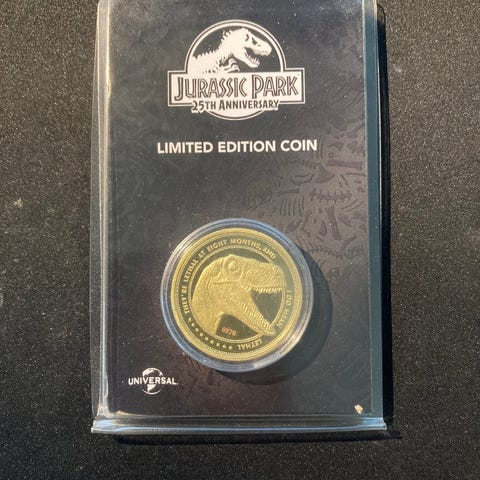 JURASSIC PARK
25TH ANNIVERSARY
LIMITED EDITION COIN
THEY'RE LETHAL AT EIGHT MONTHS, AND
I DO MEAN
LETHAL
UNIVERSAL